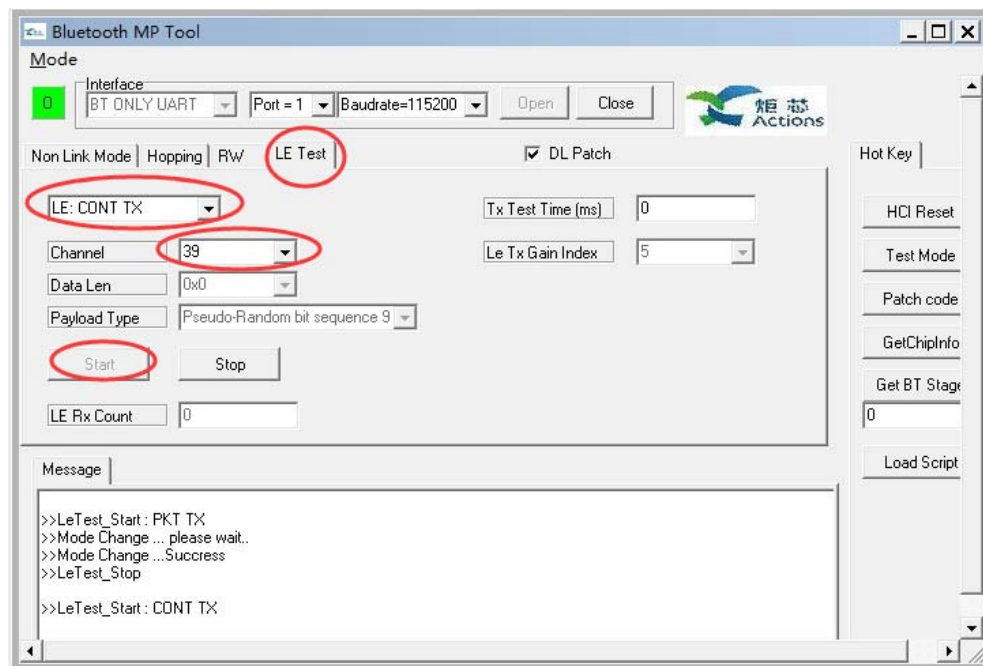 Bluetooth MP Tool
Mode
Interface
0
BT ONLY UART
Port = 1
Baudrate=115200
Open
Close
炬芯
Actions
Non Link Mode
Hopping
RW
LE Test
DL Patch
Hot Key
LE: CONT TX
Tx Test Time (ms)
0
HCI Reset
Channel
39
Le Tx Gain Index
5
Test Mode
Data Len
0x0
Patch code
Payload Type
Pseudo-Random bit sequence 9
GetChipInfo
Start
Stop
Get BT Stage
LE Rx Count
0
0
Message
Load Script
>>LeTest_Start : PKT TX
>>Mode Change ... please wait..
>>Mode Change ...Succress
>>LeTest_Stop
>>LeTest_Start : CONT TX